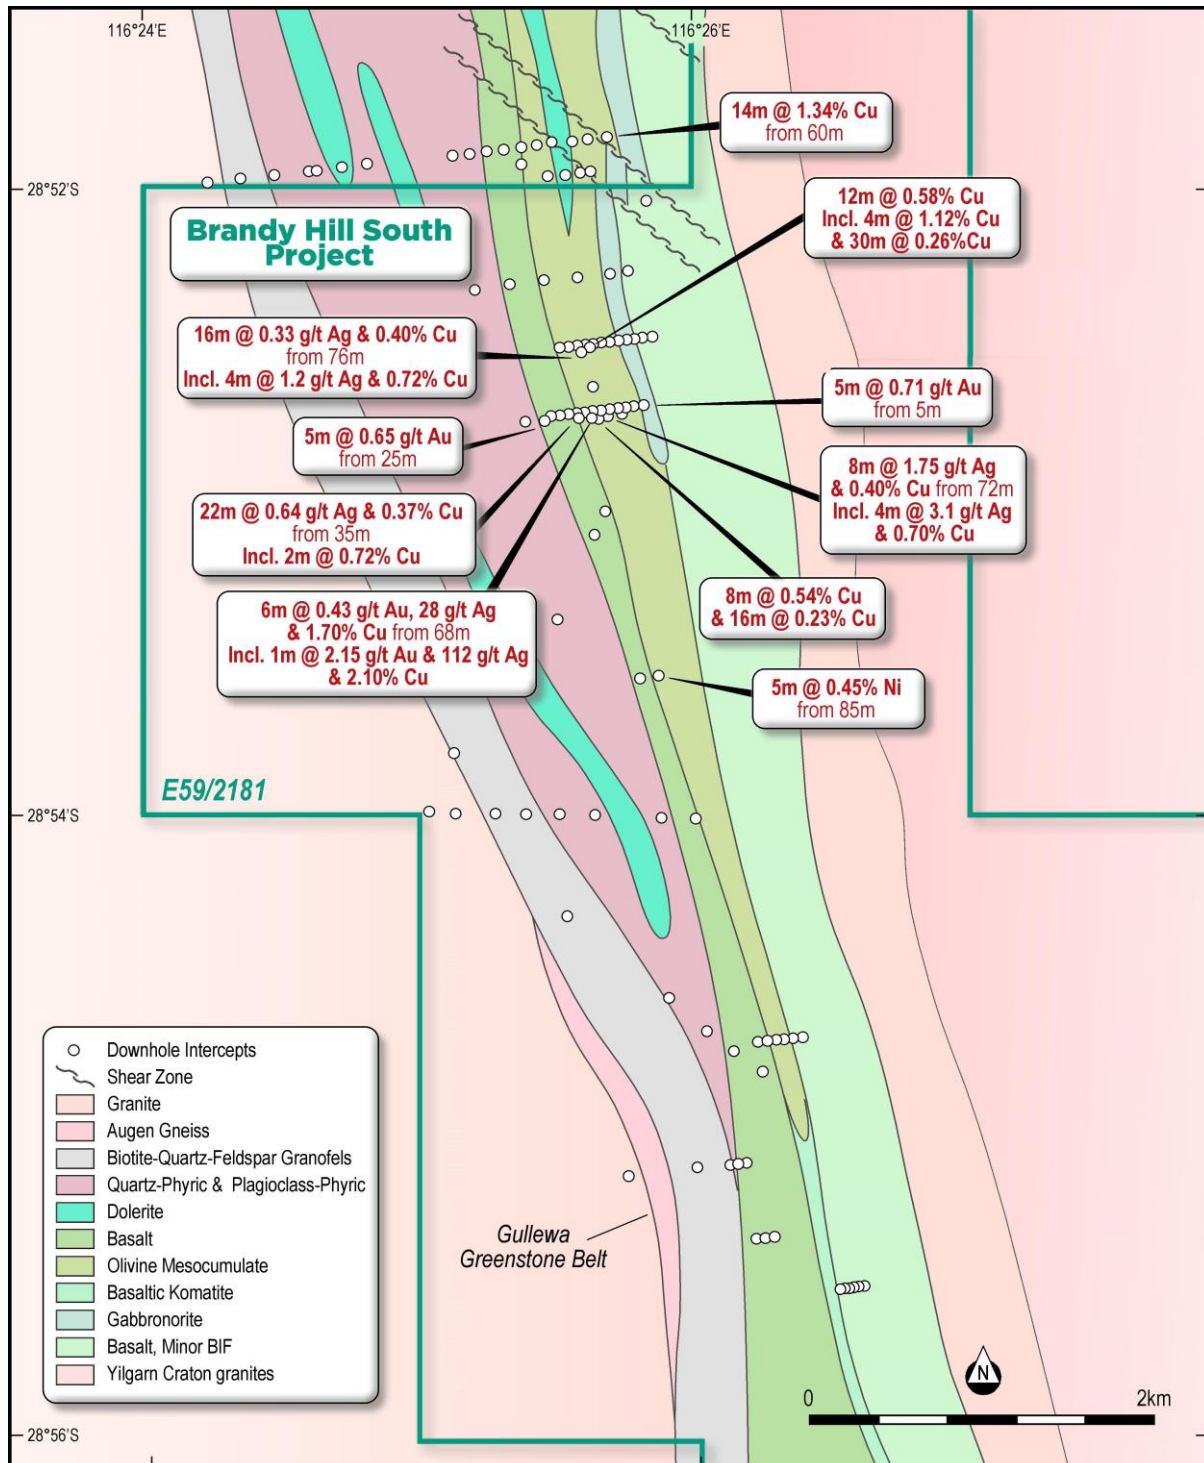 116°24'E
116°26'E
14m @ 1.34% Cu
from 60m
28°52'S
12m @ 0.58% Cu
Incl. 4m @ 1.12% Cu
& 30m @ 0.26%Cu
Brandy Hill South
Project
16m @ 0.33 g/t Ag & 0.40% Cu
from 76m
Incl. 4m @ 1.2 g/t Ag & 0.72% Cu
5m @ 0.71 g/t Au
from 5m
5m @ 0.65 g/t Au
from 25m
8m @ 1.75 g/t Ag
& 0.40% Cu from 72m
Incl. 4m @ 3.1 g/t Ag
& 0.70% Cu
22m @ 0.64 g/t Ag & 0.37% Cu
from 35m
Incl. 2m @ 0.72% Cu
8m @ 0.54% Cu
& 16m @ 0.23% Cu
6m @ 0.43 g/t Au, 28 g/t Ag
& 1.70% Cu from 68m
Incl. 1m @ 2.15 g/t Au & 112 g/t Ag
& 2.10% Cu
5m @ 0.45% Ni
from 85m
E59/2181
28°54'S
Downhole Intercepts
Shear Zone
Granite
Augen Gneiss
Biotite-Quartz-Feldspar Granofels
Quartz-Phyric & Plagioclass-Phyric
Dolerite
Basalt
Olivine Mesocumulate
Basaltic Komatite
Gabbronorite
Basalt, Minor BIF
Yilgarn Craton granites
Gullewa
Greenstone Belt
N
0
2km
28°56'S